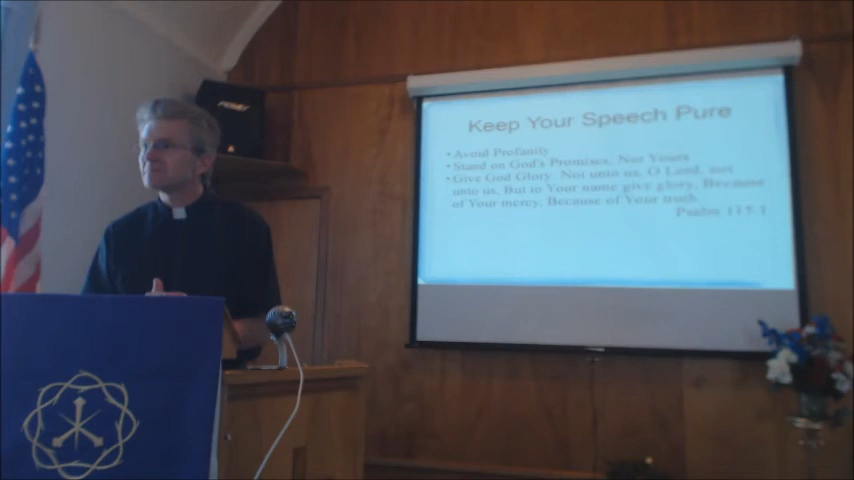 PEAVEY
Keep Your Speech Pure
• Avoid Profanity
• Stand on God's Promises, Not Yours
• Give God Glory. Not unto us, O Lord, not
unto us, But to Your name give glory, Because
of Your mercy, Because of Your truth.
Psalm 115:1